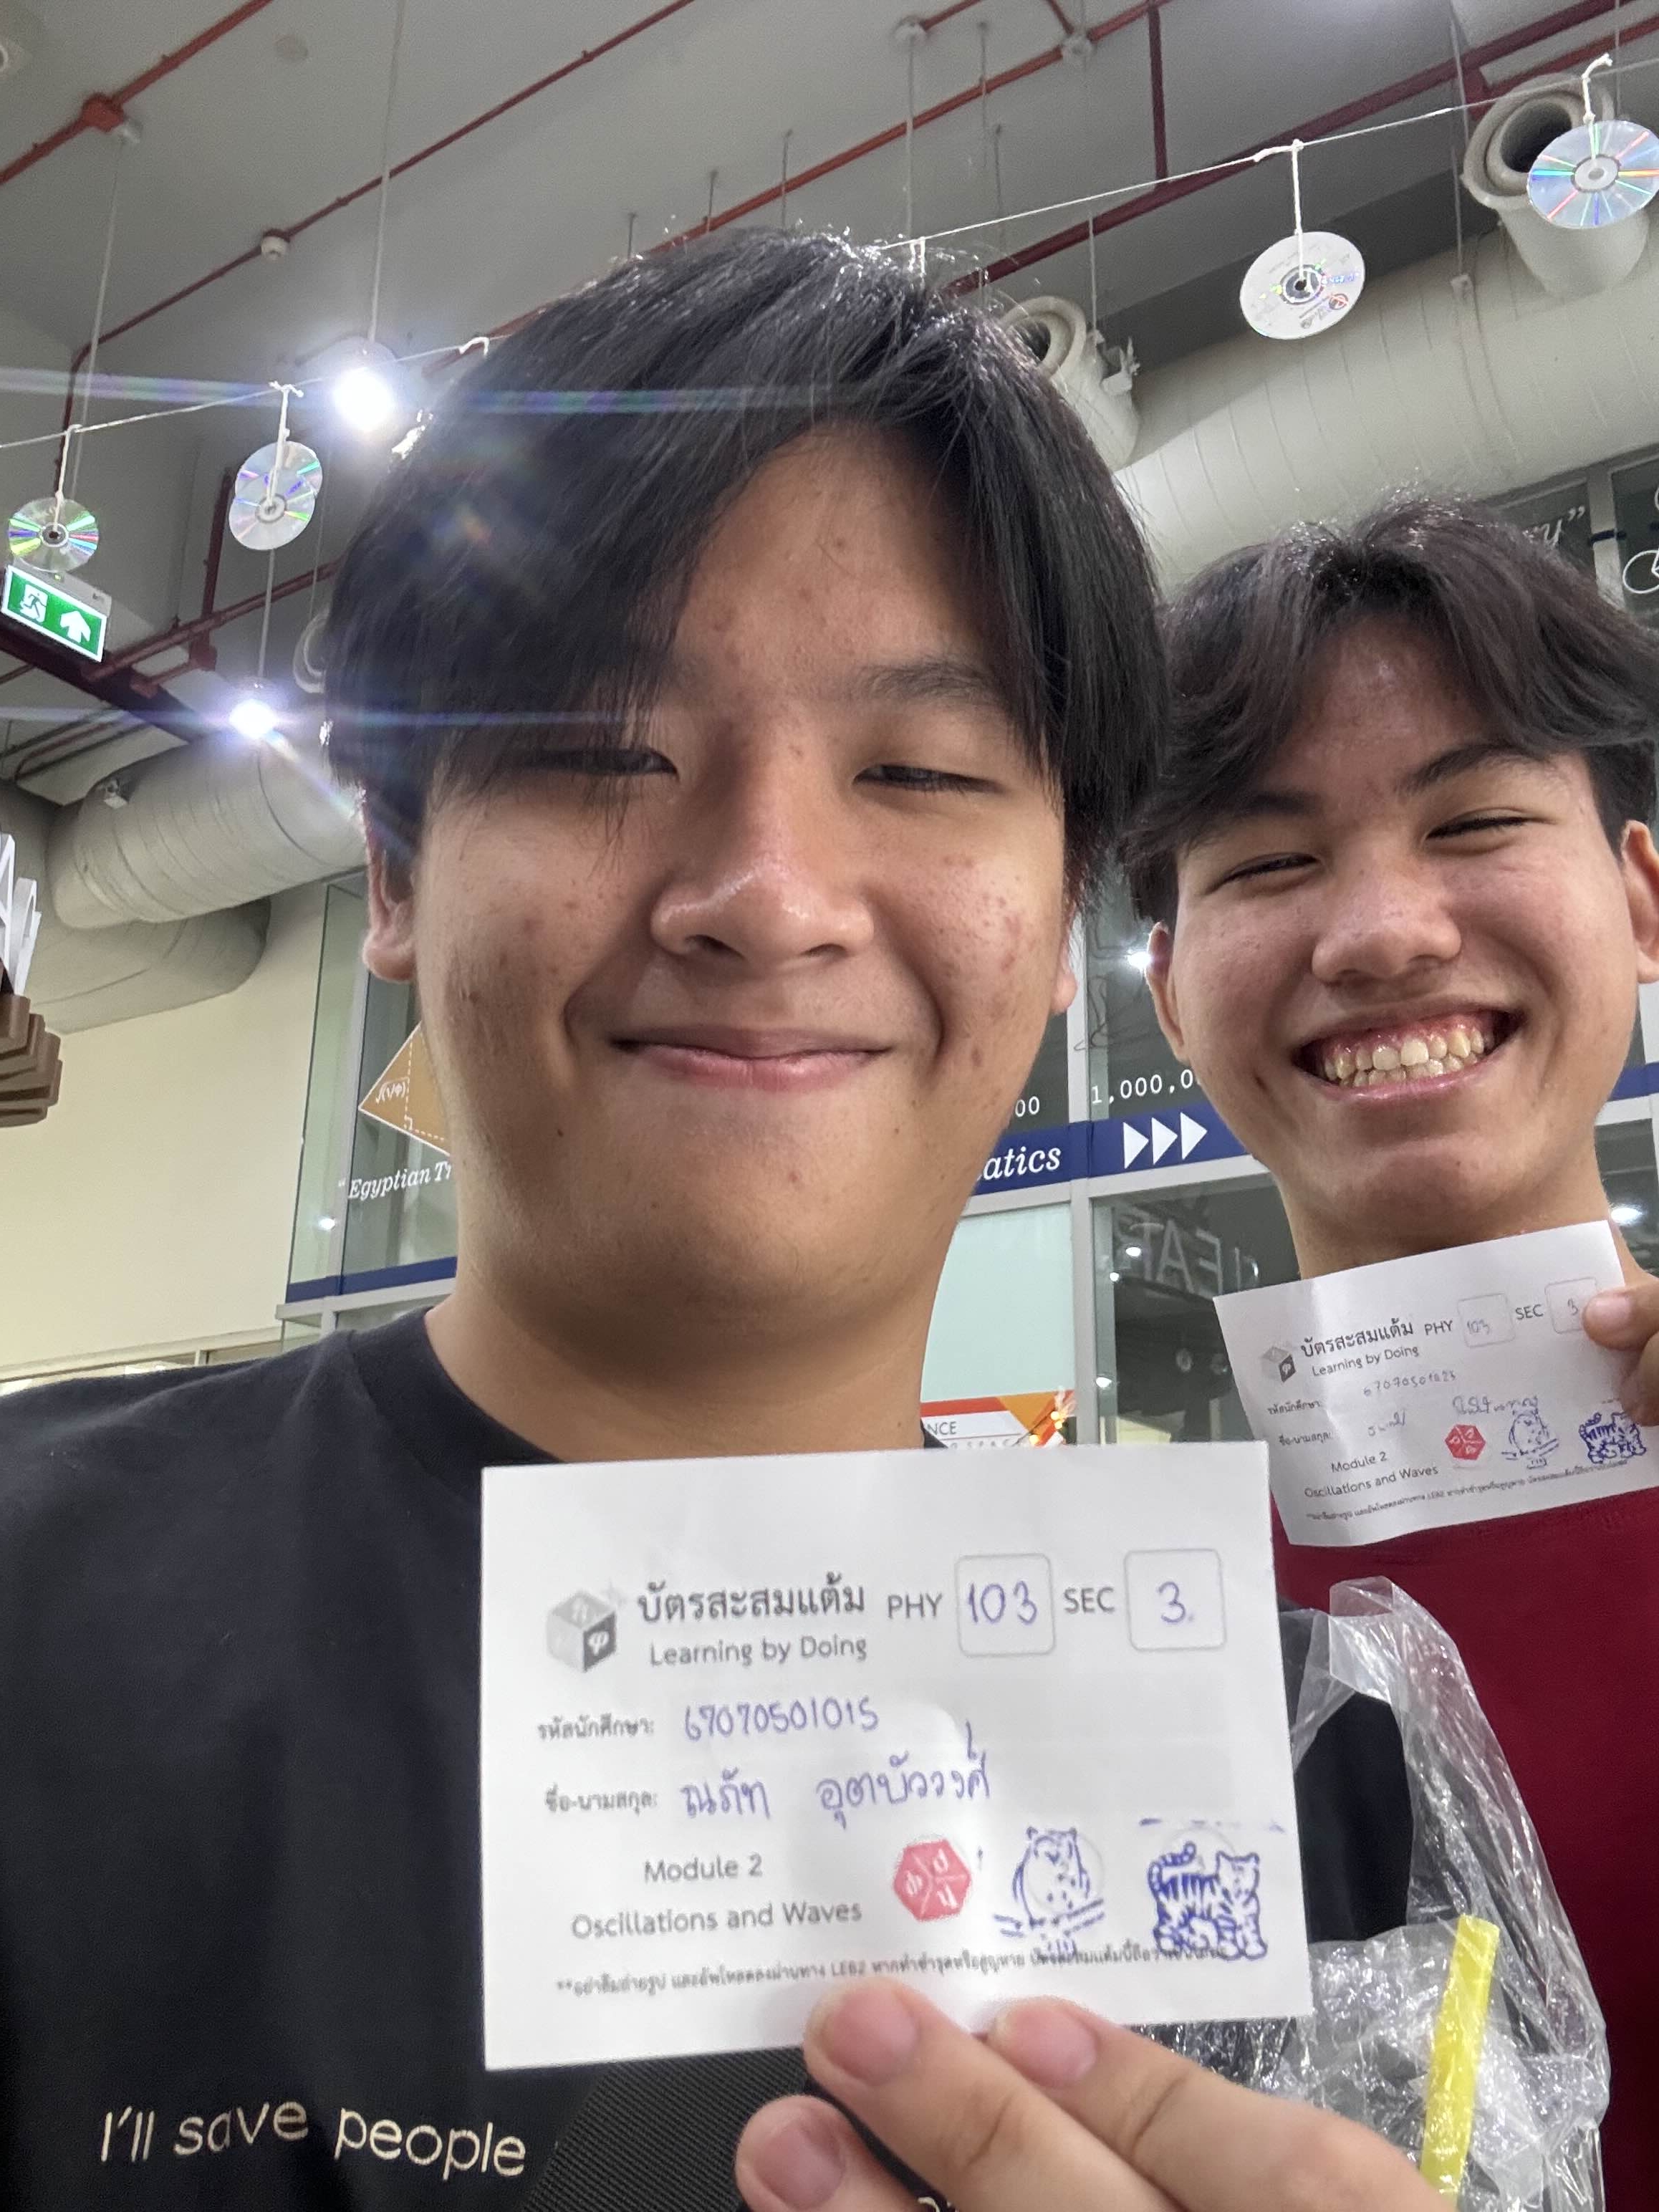 “Egyptian Tr
atics
00
1,000,0
NCE
บัตรสะสมแต้ม PHY 103 SEC 3
Learning by Doing
รหัสนักศึกษา:
ชื่อ-นามสกุล:
Module 2
Oscillations and Waves
บัตรสะสมแต้ม PHY 103 SEC 3.
Learning by Doing
รหัสนักศึกษา: 67070501015
ชื่อ-นามสกุล: ณภัท อุตบัววงศ์
Module 2
Oscillations and Waves
**อย่าลืมถ่ายรูป และอัพโหลดลงผ่านทาง LEB2 หากทำชำรุดหรือสูญหาย
I'll save people